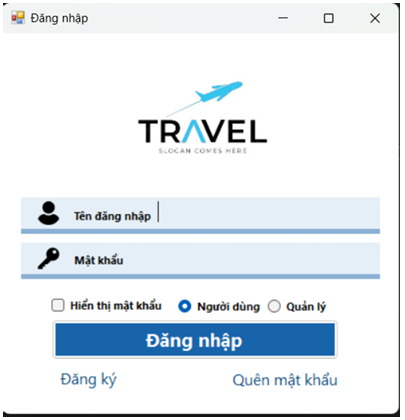 Đăng nhập
TRAVEL
SLOCAN COMES HERE
Tên đăng nhập
Mật khẩu
Hiển thị mật khẩu Người dùng Quản lý
Đăng nhập
Đăng ký Quên mật khẩu